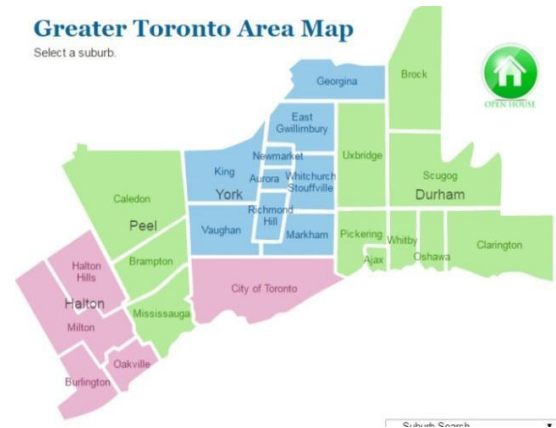 Greater Toronto Area Map
Select a suburb.
OPEN HOUSE
Georgina
Brock
East
Gwillimbury
Newmarket
Uxbridge
King
Aurora
Whitchurch
Stouffville
Scugog
York
Durham
Caledon
Peel
Richmond
Hill
Vaughan
Markham
Pickering
Whitby
Ajax
Oshawa
Clarington
Halton
Hills
Brampton
Halton
City of Toronto
Milton
Mississauga
Oakville
Burlington
Suburb Search